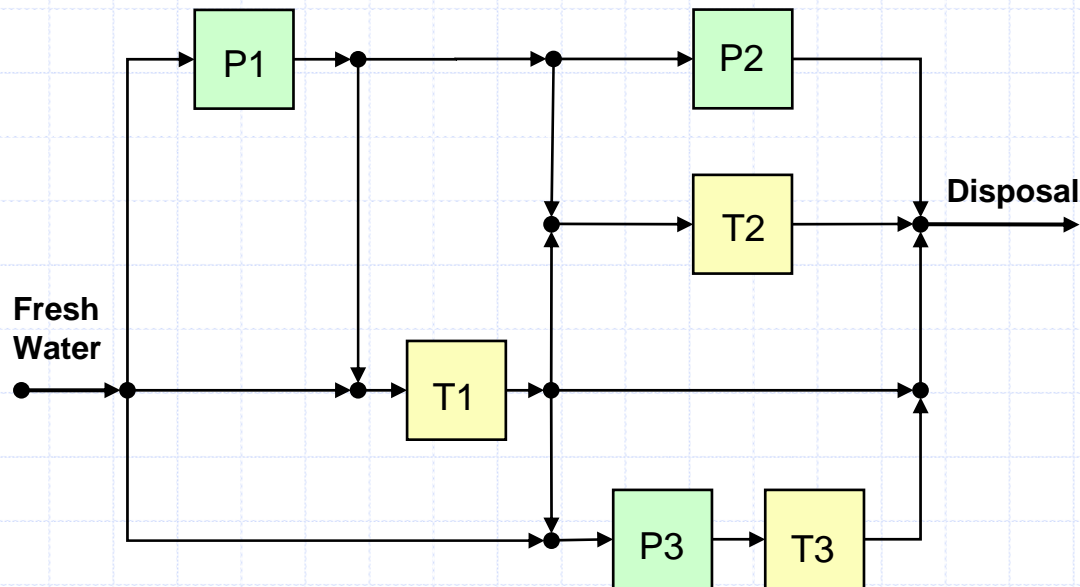 P1
P2
Disposal
T2
Fresh
Water
T1
P3
T3